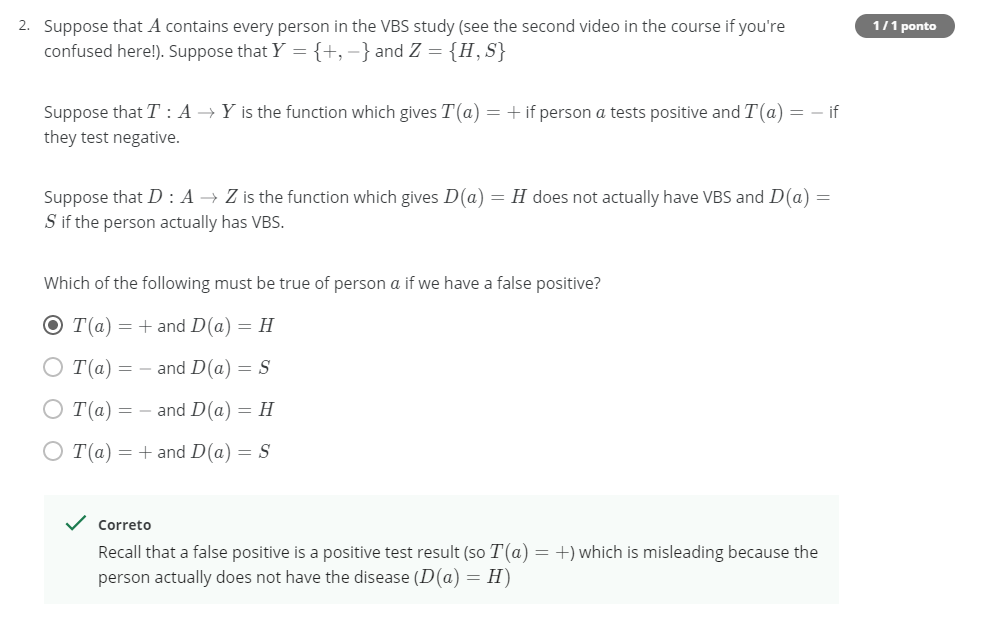 2. Suppose that A contains every person in the VBS study (see the second video in the course if you're
1 / 1 ponto
confused here!). Suppose that Y = {+, −} and Z = {H, S}
Suppose that T : A → Y is the function which gives T(a) = + if person a tests positive and T(a) = − if
they test negative.
Suppose that D : A → Z is the function which gives D(a) = H does not actually have VBS and D(a) =
S if the person actually has VBS.
Which of the following must be true of person a if we have a false positive?
T(a) = + and D(a) = H
T(a) = − and D(a) = S
T(a) = − and D(a) = H
T(a) = + and D(a) = S
Correto
Recall that a false positive is a positive test result (so T(a) = +) which is misleading because the
person actually does not have the disease (D(a) = H)